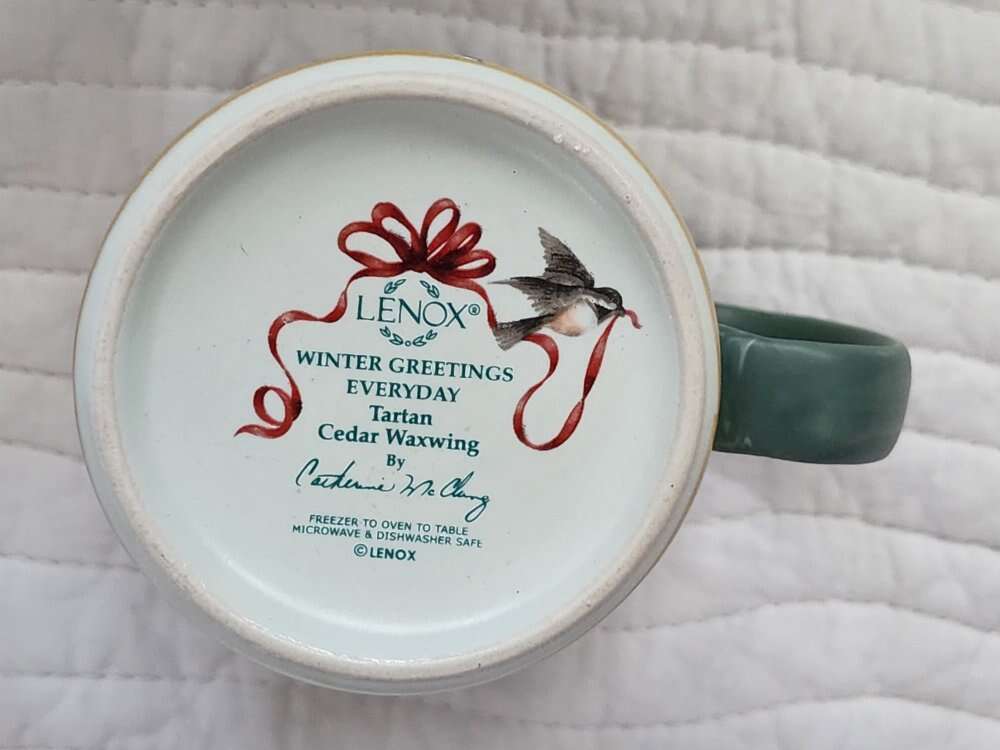 LENOX®
WINTER GREETINGS
EVERYDAY
Tartan
Cedar Waxwing
By
Catherine McClung
FREEZER TO OVEN TO TABLE
MICROWAVE & DISHWASHER SAFE
© LENOX